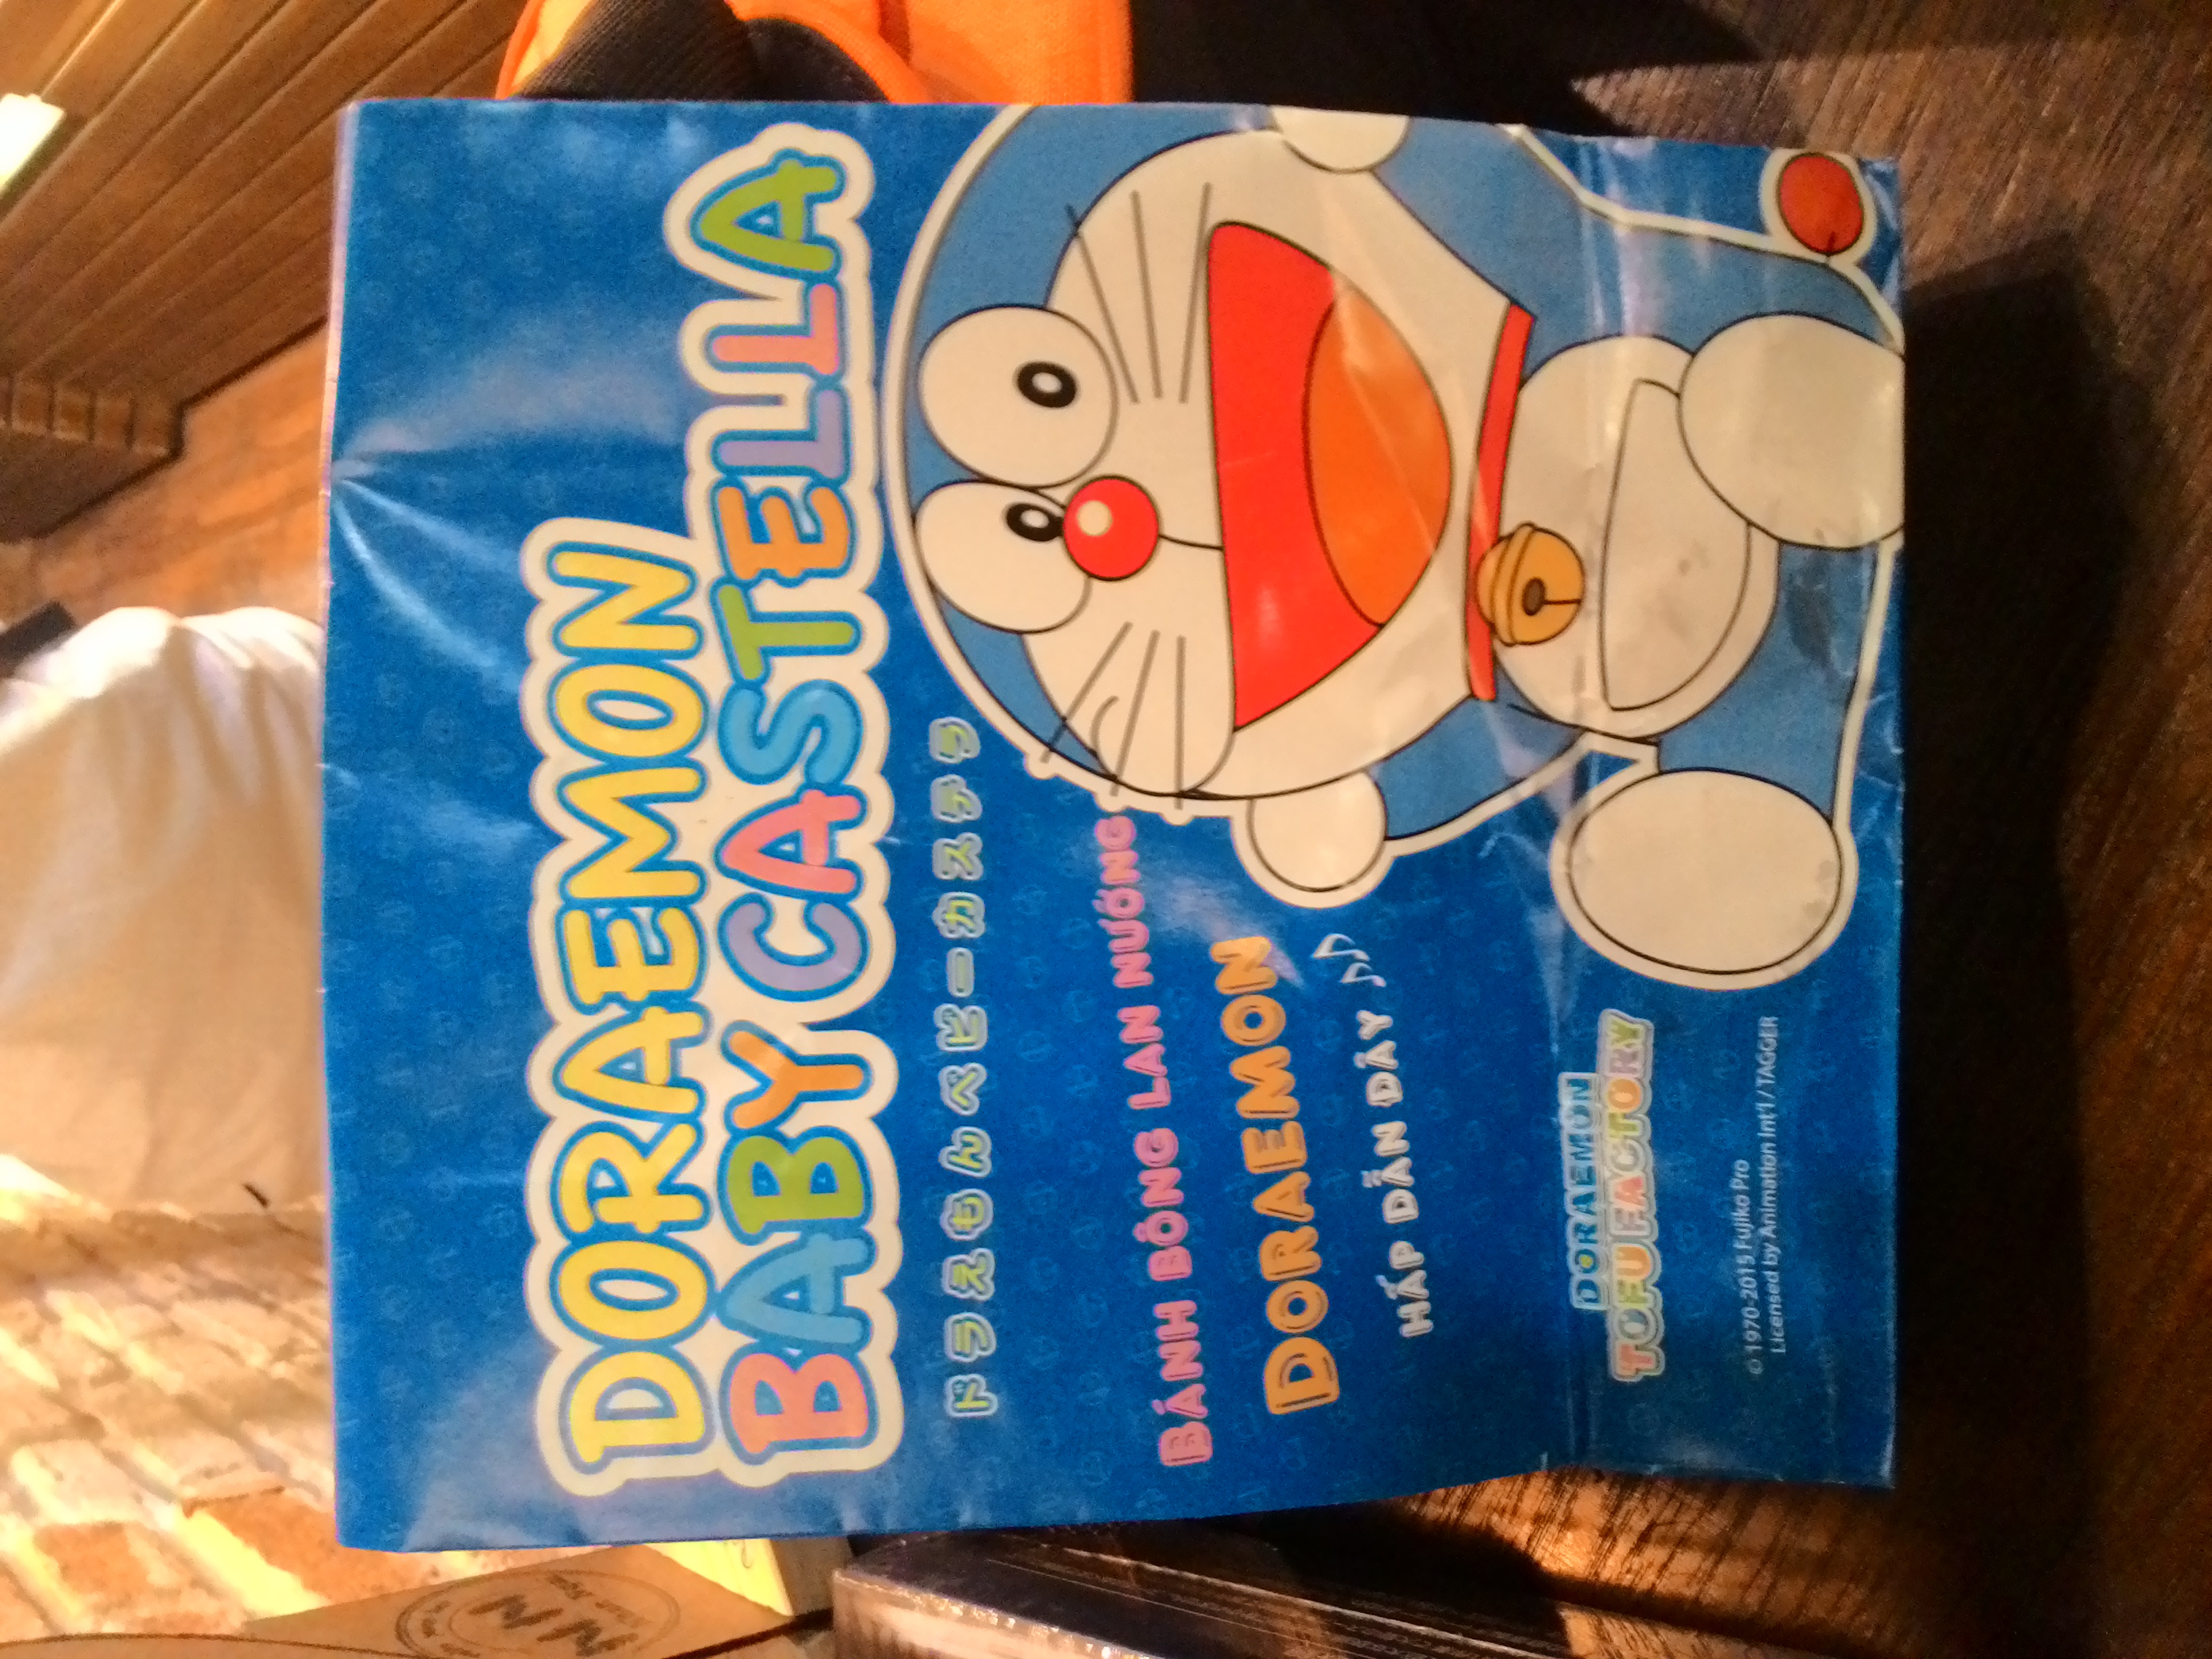 DORAEMON
BABY CASTELLA
ドラえもんベビーカステラ
BÁNH BÔNG LAN NƯỚNG
DORAEMON
HẤP DẪN ĐÂY
DORAEMON
TOFU FACTORY
© 1970-2015 Fujiko Pro
Licensed by Animation Int'l / TAGGER